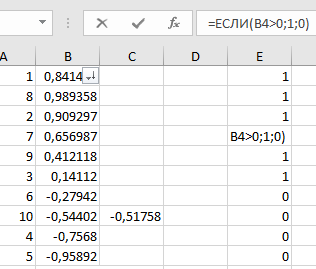 =ЕСЛИ(B4>0;1;0)
A B C D E
1 0,8414 1
8 0,989358 1
2 0,909297 1
7 0,656987 B4>0;1;0)
9 0,412118 1
3 0,14112 1
6 -0,27942 0
10 -0,54402 -0,51758 0
4 -0,7568 0
5 -0,95892 0